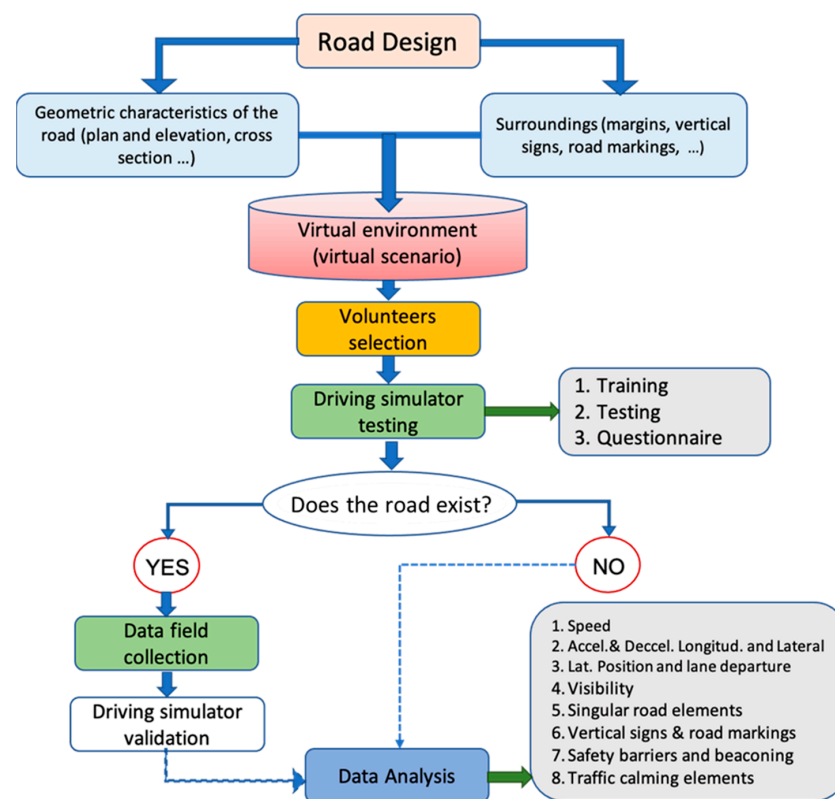 Road Design
Geometric characteristics of the
road (plan and elevation, cross
section ...)
Surroundings (margins, vertical
signs, road markings,
...)
Virtual environment
(virtual scenario)
Volunteers
selection
Driving simulator
testing
1. Training
2. Testing
3. Questionnaire
Does the road exist?
YES
NO
Data field
collection
Driving simulator
validation
Data Analysis
1. Speed
2. Accel.& Deccel. Longitud. and Lateral
3. Lat. Position and lane departure
4. Visibility
5. Singular road elements
6. Vertical signs & road markings
7. Safety barriers and beaconing
8. Traffic calming elements